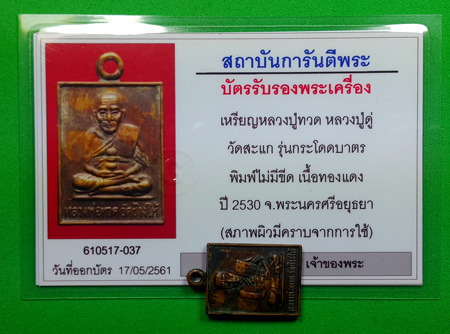 สถาบันการันตีพระ
บัตรรับรองพระเครื่อง
เหรียญหลวงปู่ทวด หลวงปู่ดู่
วัดสะแก รุ่นกระโดดบาตร
พิมพ์ไม่มีขีด เนื้อทองแดง
ปี 2530 จ.พระนครศรีอยุธยา
(สภาพผิวมีคราบจากการใช้)
610517-037
วันที่ออกบัตร 17/05/2561
เจ้าของพระ